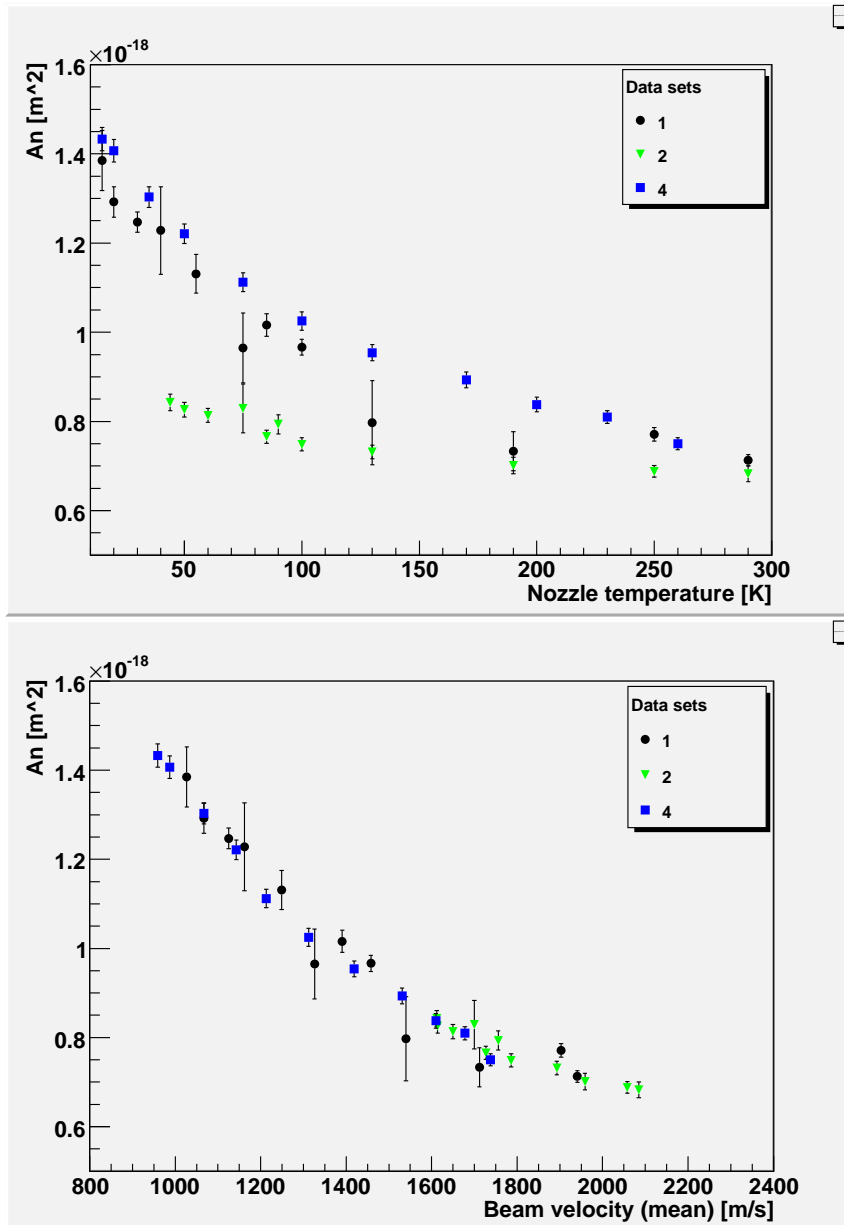 ×10^-18
An [m^2]
1.6
1.4
1.2
1
0.8
0.6
Data sets
1
2
4
50 100 150 200 250 300
Nozzle temperature [K]
×10^-18
An [m^2]
1.6
1.4
1.2
1
0.8
0.6
Data sets
1
2
4
800 1000 1200 1400 1600 1800 2000 2200 2400
Beam velocity (mean) [m/s]